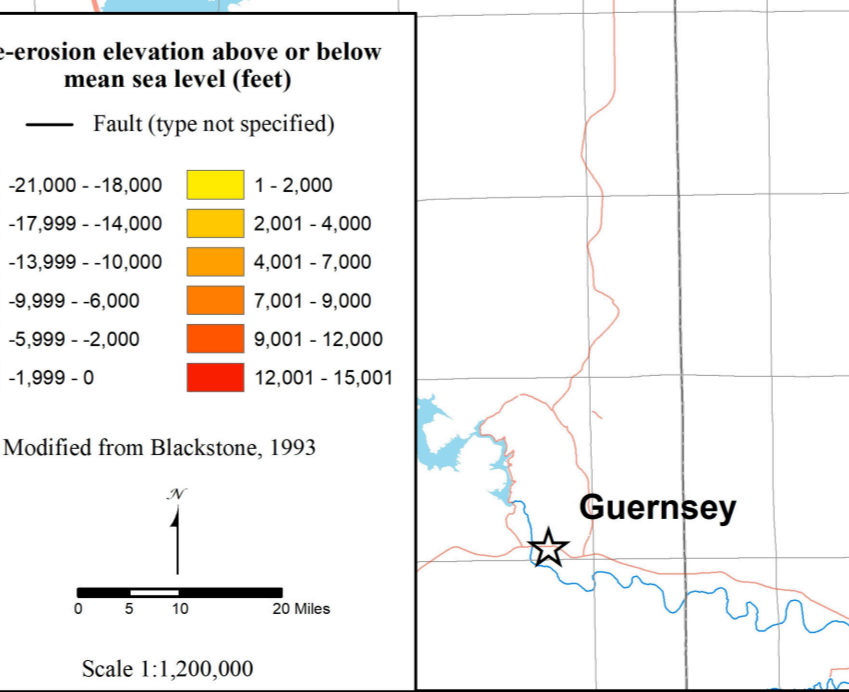 e-erosion elevation above or below
mean sea level (feet)
Fault (type not specified)
-21,000 - -18,000
-17,999 - -14,000
-13,999 - -10,000
-9,999 - -6,000
-5,999 - -2,000
-1,999 - 0
1 - 2,000
2,001 - 4,000
4,001 - 7,000
7,001 - 9,000
9,001 - 12,000
12,001 - 15,001
Modified from Blackstone, 1993
N
0 5 10 20 Miles
Scale 1:1,200,000
Guernsey